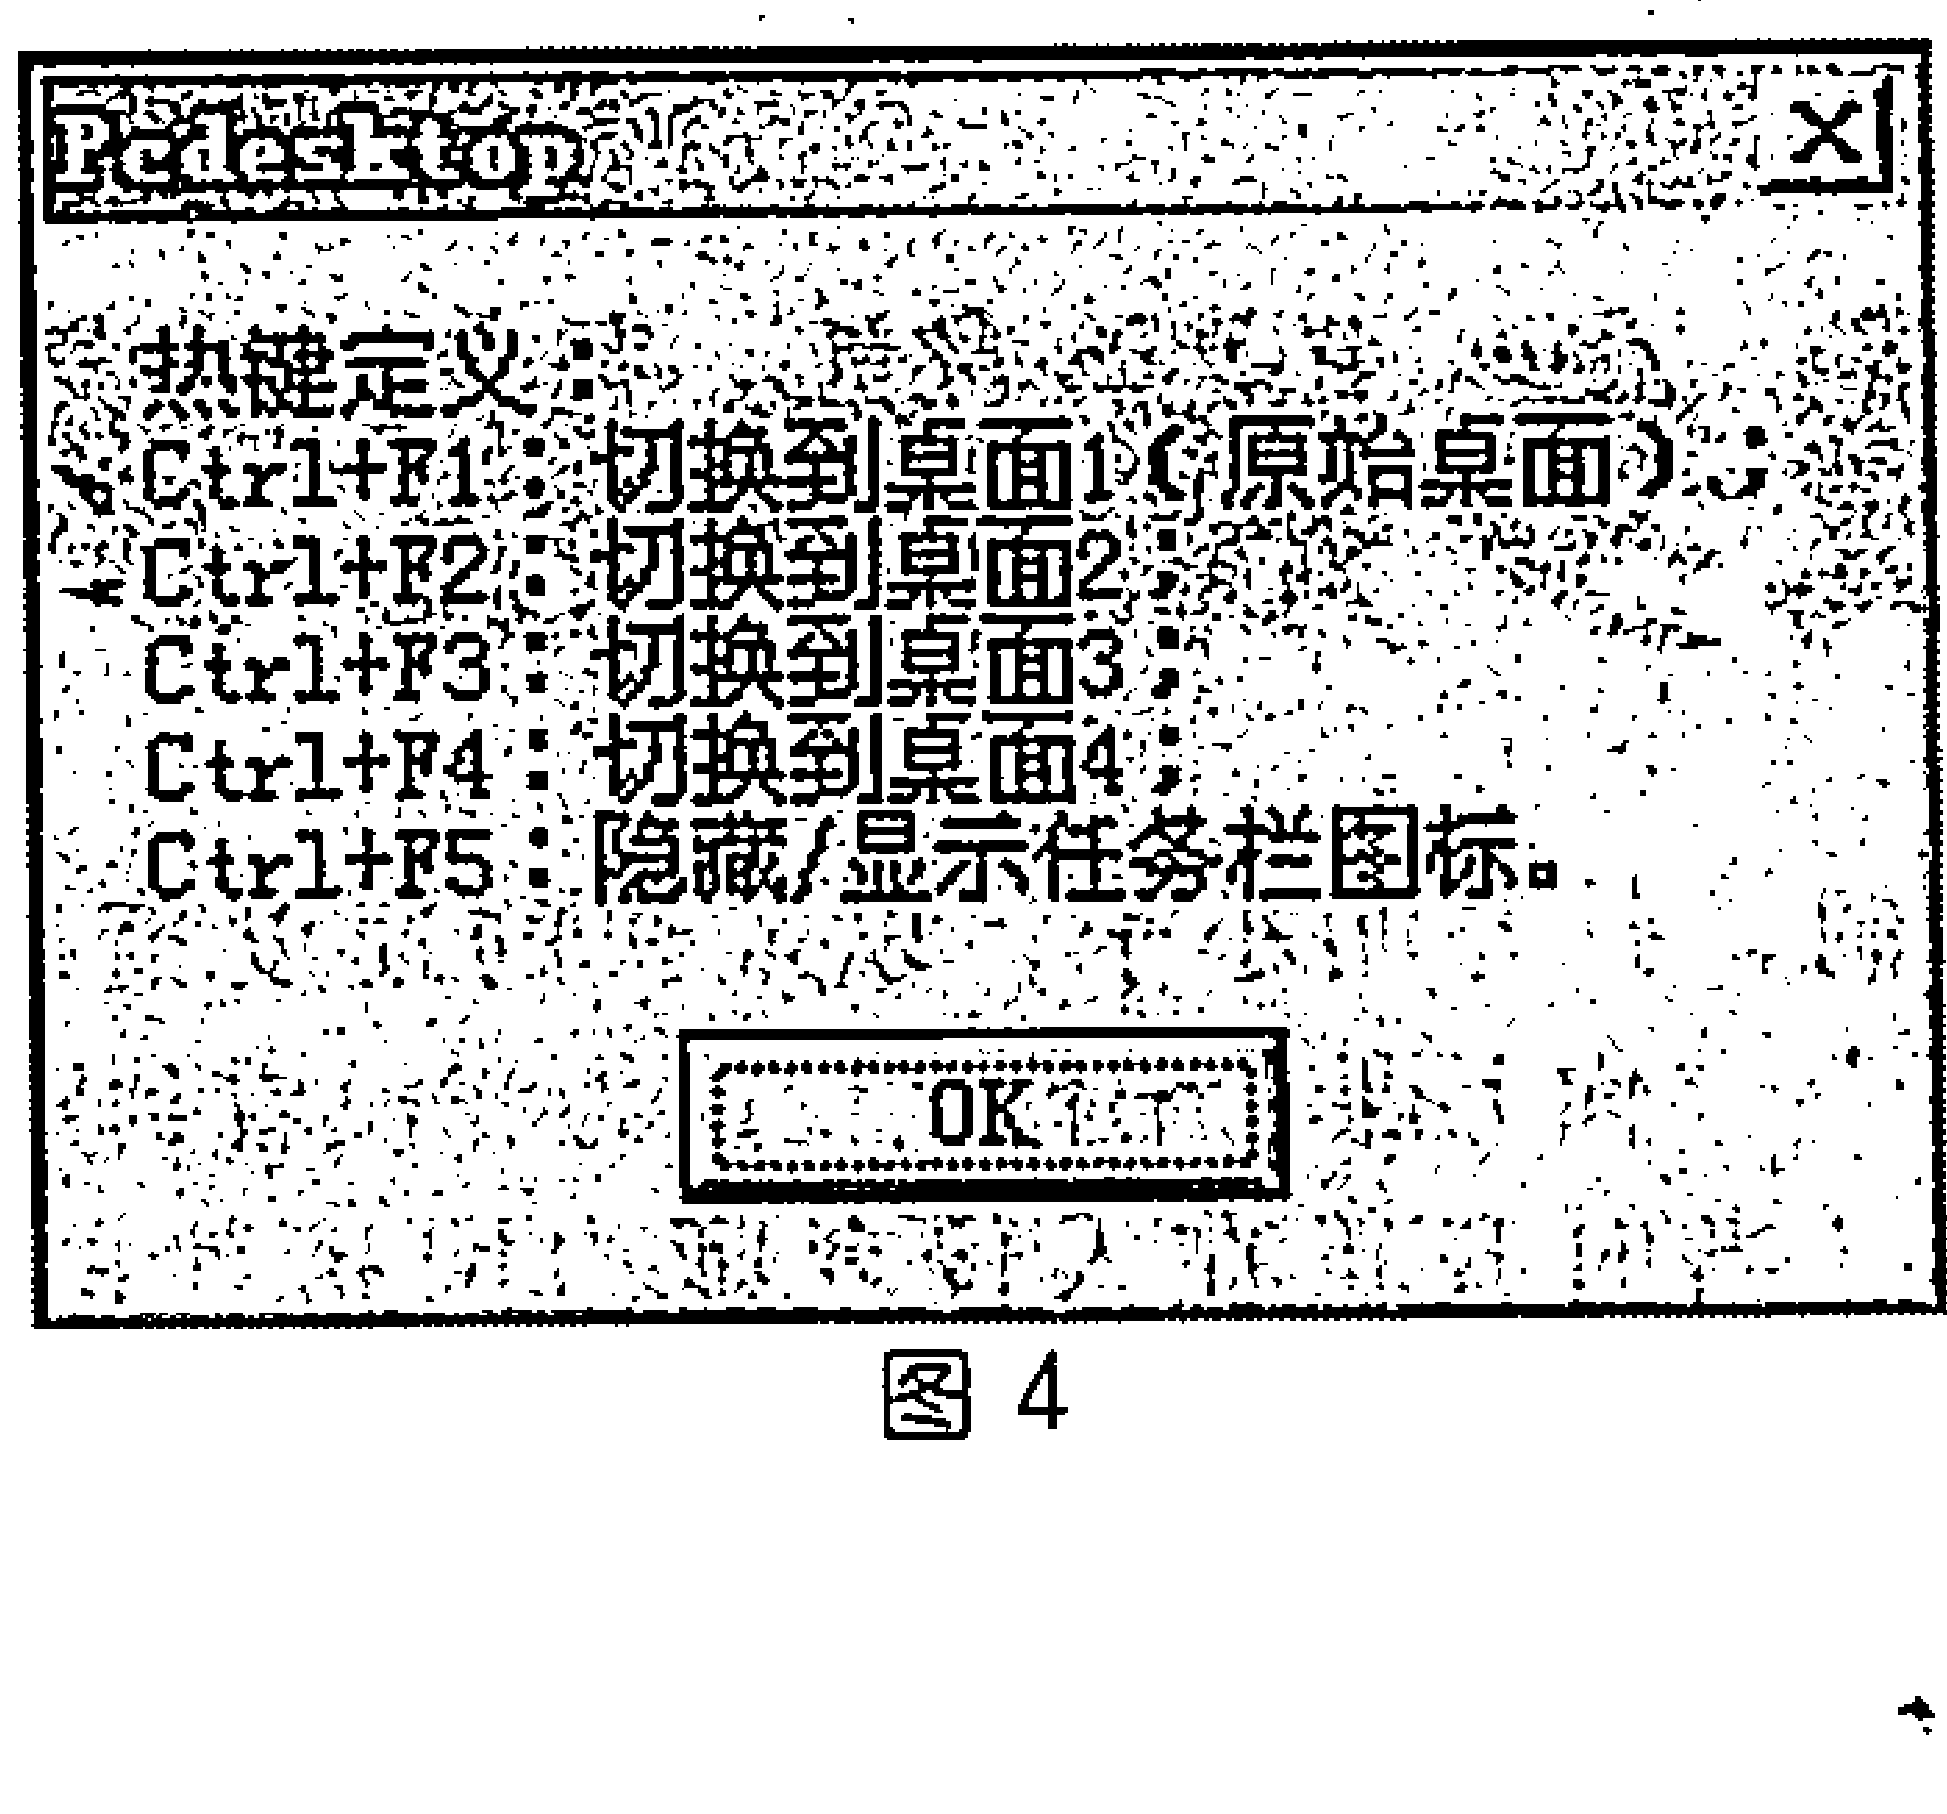 Pcdesktop
热键定义：
Ctrl+F1：切换到桌面1(原始桌面)；
Ctrl+F2：切换到桌面2；
Ctrl+F3：切换到桌面3；
Ctrl+F4：切换到桌面4；
Ctrl+F5：隐藏/显示任务栏图标。
OK
图 4